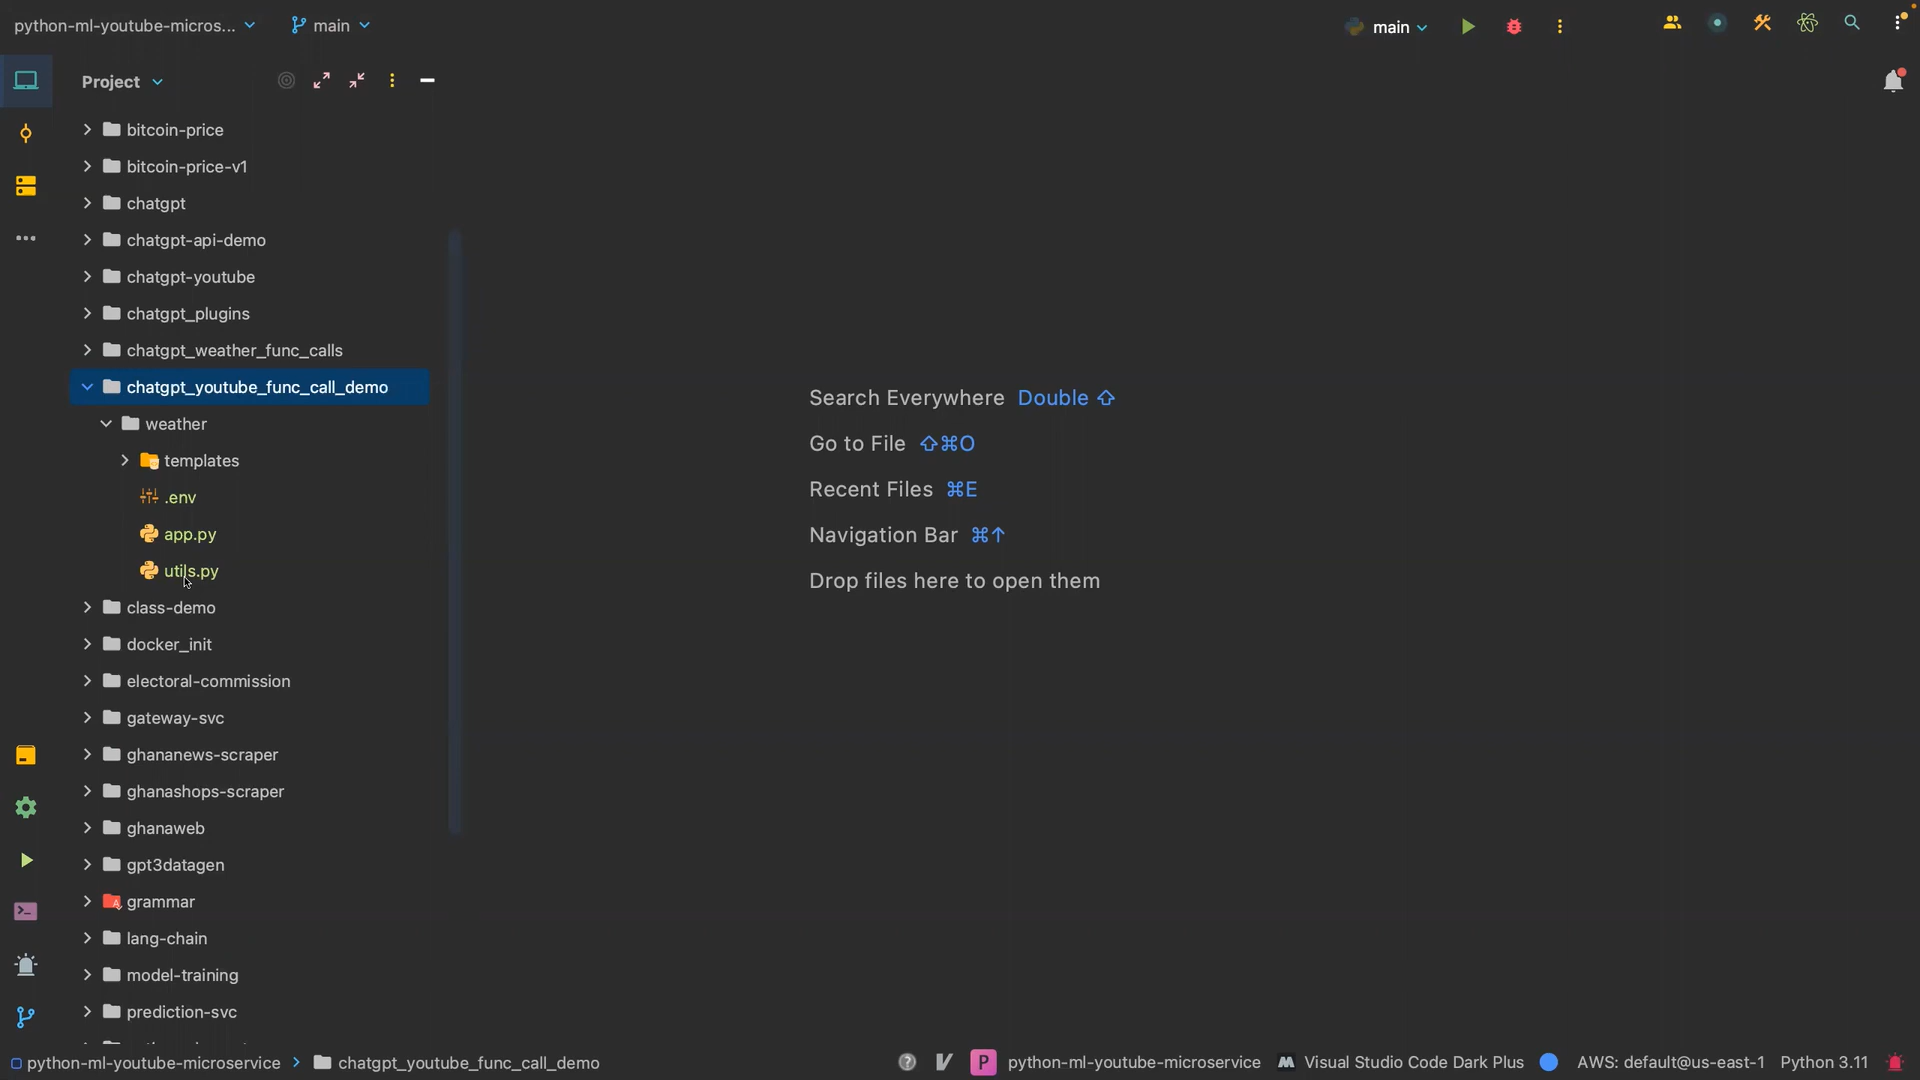 python-ml-youtube-micros...
main
main
Project
bitcoin-price
bitcoin-price-v1
chatgpt
chatgpt-api-demo
chatgpt-youtube
chatgpt_plugins
chatgpt_weather_func_calls
chatgpt_youtube_func_call_demo
weather
templates
.env
app.py
utils.py
class-demo
docker_init
electoral-commission
gateway-svc
ghananews-scraper
ghanashops-scraper
ghanaweb
gpt3datagen
grammar
lang-chain
model-training
prediction-svc
Search Everywhere Double ⇧
Go to File ⇧⌘O
Recent Files ⌘E
Navigation Bar ⌘↑
Drop files here to open them
python-ml-youtube-microservice > chatgpt_youtube_func_call_demo
P python-ml-youtube-microservice Visual Studio Code Dark Plus AWS: default@us-east-1 Python 3.11